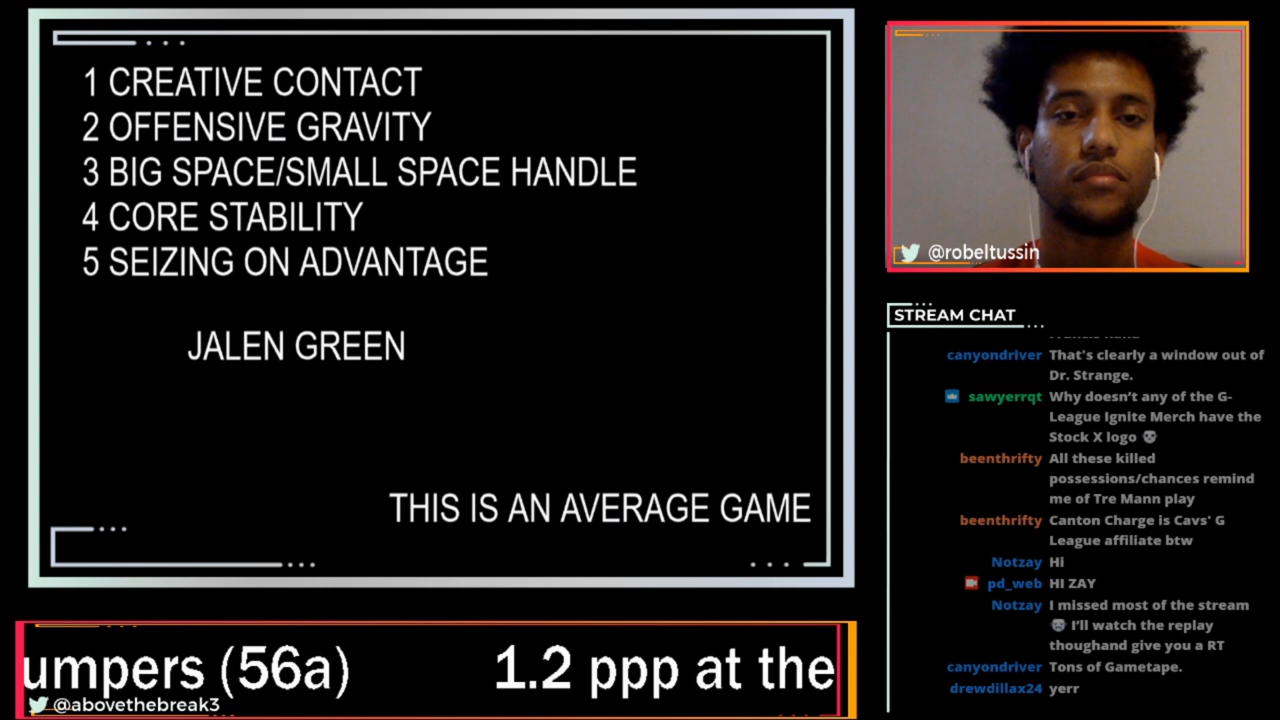 1 CREATIVE CONTACT
2 OFFENSIVE GRAVITY
3 BIG SPACE/SMALL SPACE HANDLE
4 CORE STABILITY
5 SEIZING ON ADVANTAGE
JALEN GREEN
THIS IS AN AVERAGE GAME
umpers (56a) 1.2 ppp at the
@abovethebreak3
@robeltussin
STREAM CHAT
canyondriver That's clearly a window out of
Dr. Strange.
sawyerrqt Why doesn't any of the G-
League Ignite Merch have the
Stock X logo
beenthrifty All these killed
possessions/chances remind
me of Tre Mann play
beenthrifty Canton Charge is Cavs' G
League affiliate btw
Notzay Hi
pd_web HI ZAY
Notzay I missed most of the stream
I'll watch the replay
thoughand give you a RT
canyondriver Tons of Gametape.
drewdillax24 yerr